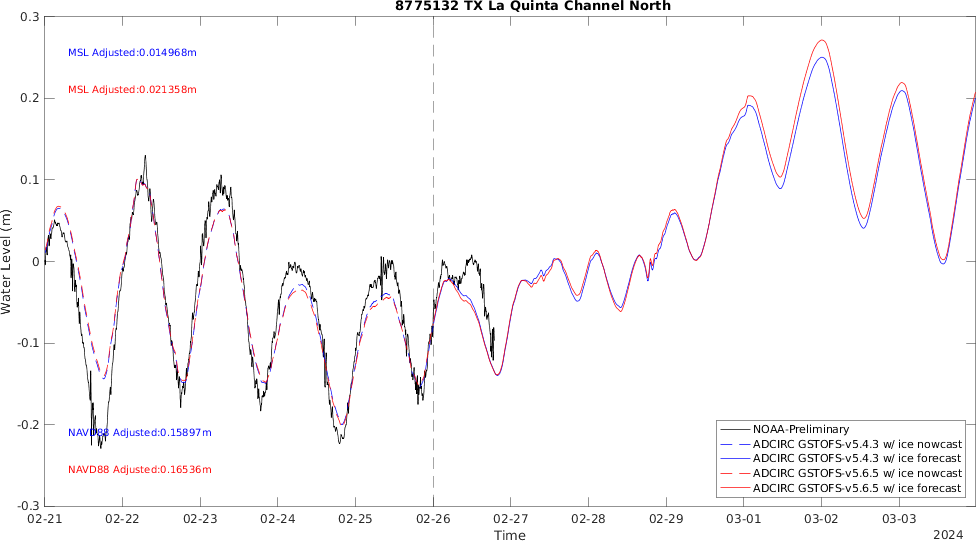 8775132 TX La Quinta Channel North
0.3
0.2
0.1
0
-0.1
-0.2
-0.3
Water Level (m)
MSL Adjusted:0.014968m
MSL Adjusted:0.021358m
NAVD88 Adjusted:0.15897m
NAVD88 Adjusted:0.16536m
NOAA-Preliminary
ADCIRC GSTOFS-v5.4.3 w/ ice nowcast
ADCIRC GSTOFS-v5.4.3 w/ ice forecast
ADCIRC GSTOFS-v5.6.5 w/ ice nowcast
ADCIRC GSTOFS-v5.6.5 w/ ice forecast
02-21 02-22 02-23 02-24 02-25 02-26 02-27 02-28 02-29 03-01 03-02 03-03
Time
2024